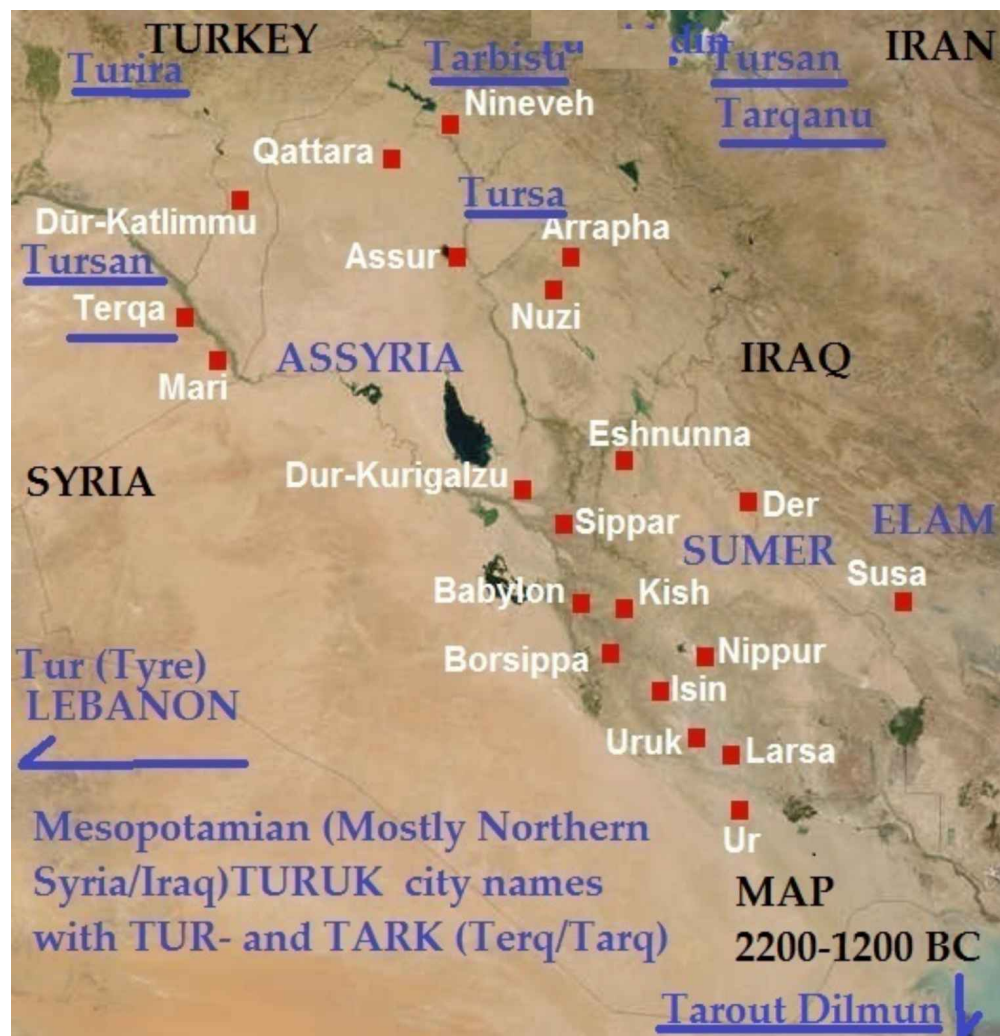 TURKEY
IRAN
Turira
Tarbisu
Tursan
Tarqanu
Nineveh
Qattara
Tursa
Dūr-Katlimmu
Arrapha
Tursan
Assur
Terqa
Nuzi
ASSYRIA
IRAQ
Mari
Eshnunna
SYRIA
Dur-Kurigalzu
Der
Sippar
ELAM
SUMER
Susa
Babylon
Kish
Borsippa
Nippur
Tur (Tyre)
LEBANON
Isin
Uruk
Larsa
Ur
Mesopotamian (Mostly Northern
Syria/Iraq)TURUK city names
with TUR- and TARK (Terq/Tarq)
MAP
2200-1200 BC
Tarout Dilmun